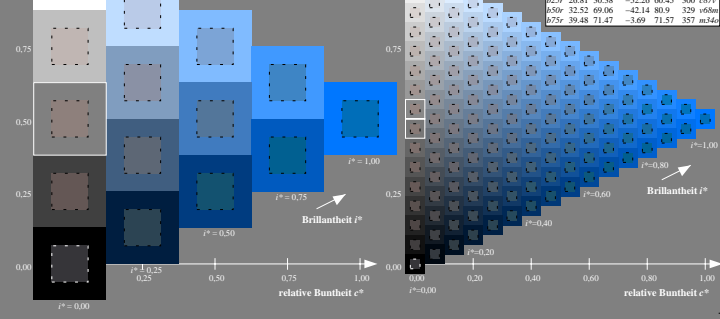 b50r 32.52 69.06 −42.14 80.9 329 v68m
b75r 39.48 71.47 −3.69 71.57 357 m34o
0,75
0,75
0,50
0,50
i* = 1,00
i*=1,00
i*=0,80
0,25
i* = 0,75
0,25
i*=0,60
Brillantheit i*
Brillantheit i*
i* = 0,50
i*=0,40
i*=0,20
0,00
i* = 0,25
0,00
0,25
0,50
0,75
1,00
0,00
0,20
0,40
0,60
0,80
1,00
relative Buntheit c*
i*=0,00
relative Buntheit c*
i* = 0,00